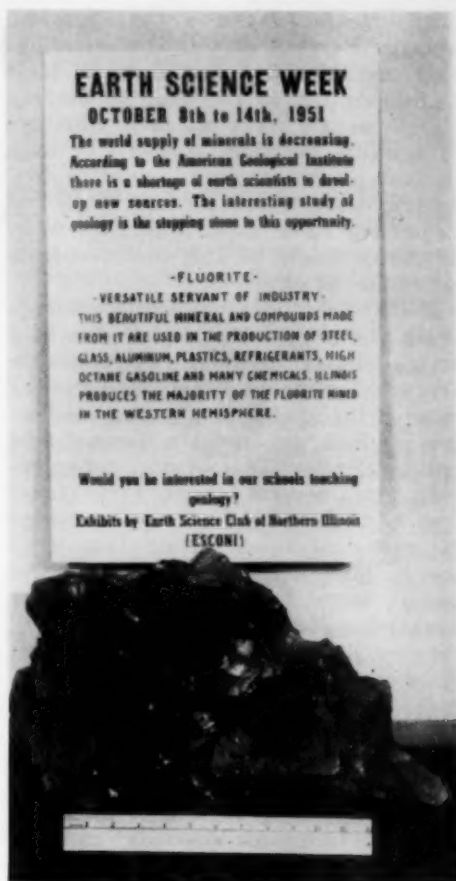 EARTH SCIENCE WEEK
OCTOBER 8th to 14th, 1951
The world supply of minerals is decreasing.
According to the American Geological Institute
there is a shortage of earth scientists to devel-
op new sources. The interesting study of
geology is the stepping stone to this opportunity.
-FLUORITE-
-VERSATILE SERVANT OF INDUSTRY-
THIS BEAUTIFUL MINERAL AND COMPOUNDS MADE
FROM IT ARE USED IN THE PRODUCTION OF STEEL,
GLASS, ALUMINUM, PLASTICS, REFRIGERANTS, HIGH
OCTANE GASOLINE AND MANY CHEMICALS. ILLINOIS
PRODUCES THE MAJORITY OF THE FLUORITE MINED
IN THE WESTERN HEMISPHERE.
Would you be interested in our schools teaching
geology?
Exhibits by Earth Science Club of Northern Illinois
(ESCONI)